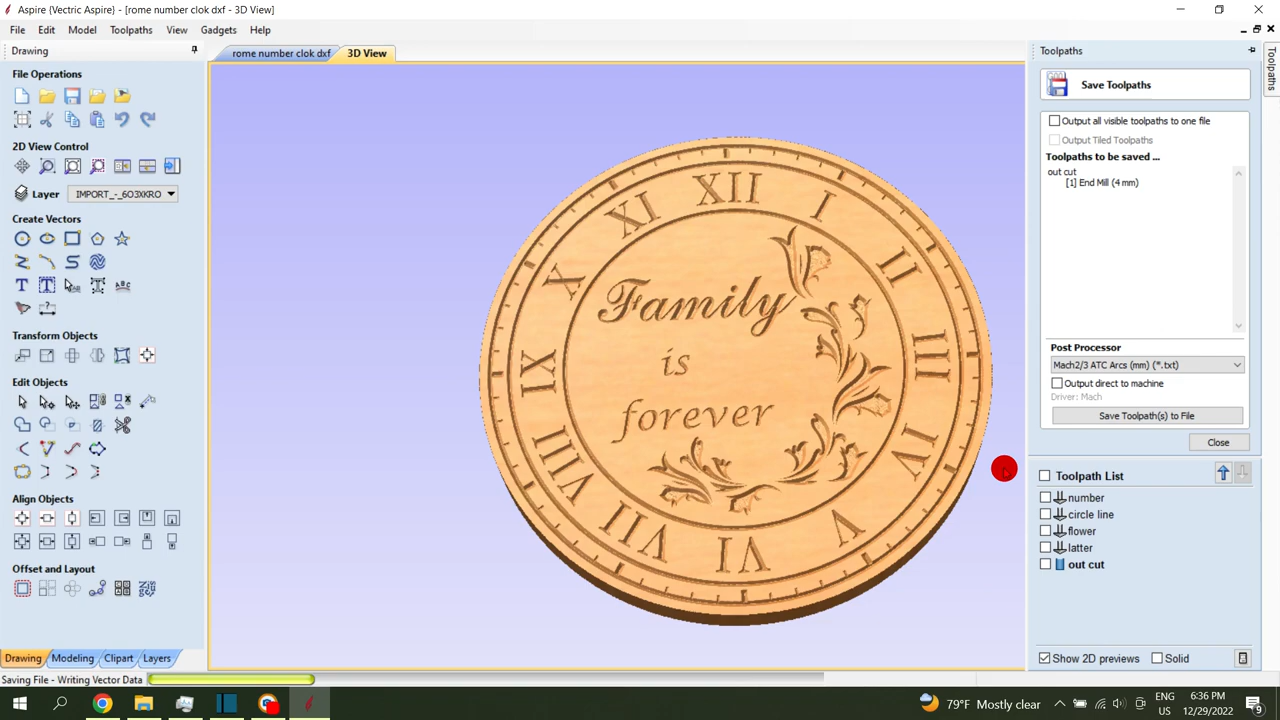 Aspire {Vectric Aspire} - [rome number clok dxf - 3D View]
File Edit Model Toolpaths View Gadgets Help
Drawing
File Operations
2D View Control
Layer IMPORT_-_6O3XKRO
Create Vectors
Transform Objects
Edit Objects
Align Objects
Offset and Layout
Drawing Modeling Clipart Layers
Saving File - Writing Vector Data
rome number clok dxf 3D View
XII
I
II
III
IV
V
VI
VII
VIII
IX
X
XI
Family
is
forever
Toolpaths
Toolpaths
Save Toolpaths
Output all visible toolpaths to one file
Output Tiled Toolpaths
Toolpaths to be saved ...
out cut
[1] End Mill (4 mm)
Post Processor
Mach2/3 ATC Arcs (mm) (*.txt)
Output direct to machine
Driver: Mach
Save Toolpath(s) to File
Close
Toolpath List
number
circle line
flower
latter
out cut
Show 2D previews Solid
79°F Mostly clear
ENG
US
6:36 PM
12/29/2022
9